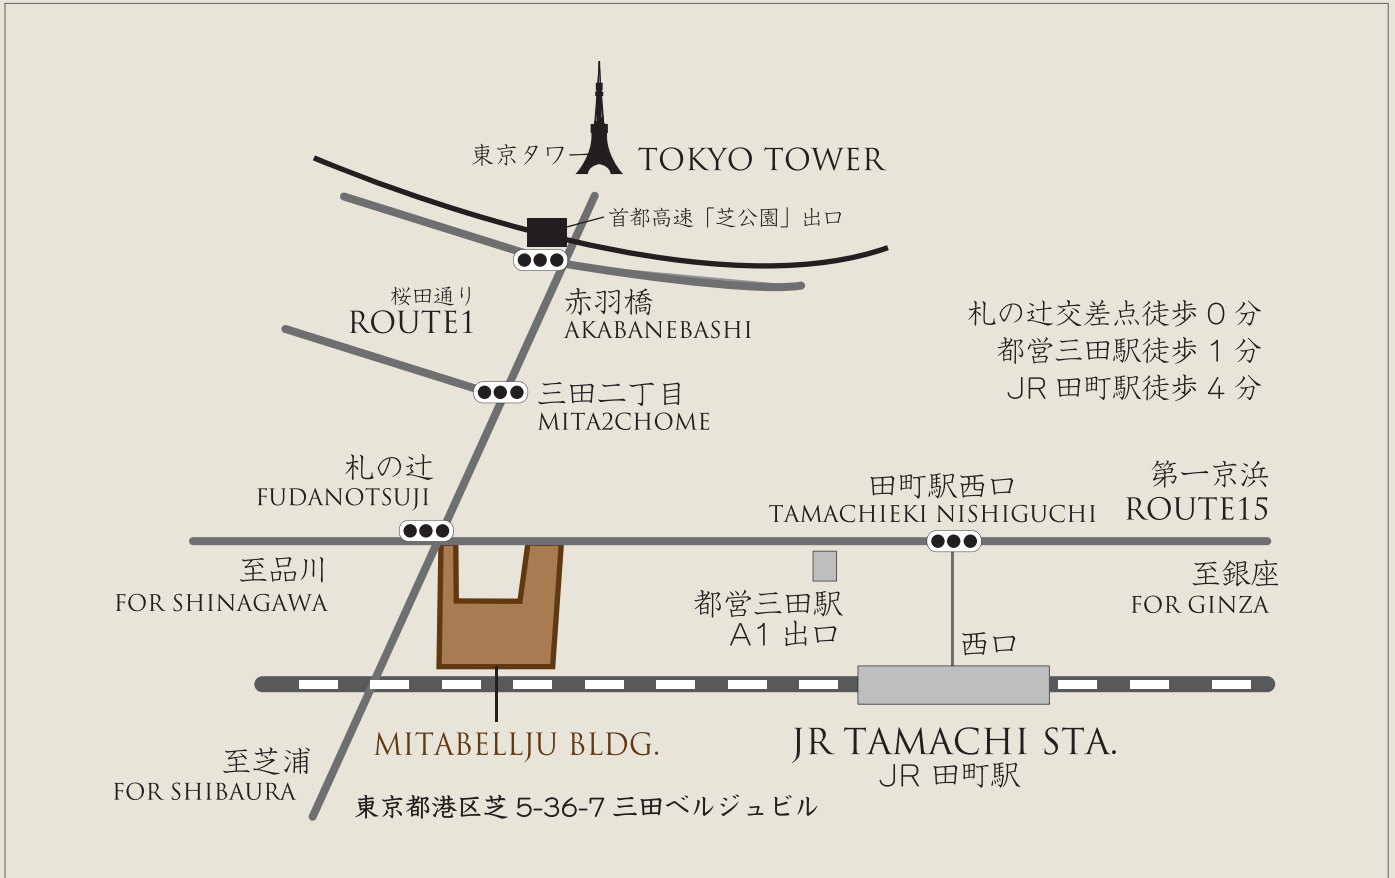 東京タワー
TOKYO TOWER
首都高速「芝公園」出口
桜田通り
ROUTE1
赤羽橋
AKABANEBASHI
札の辻交差点徒歩 0 分
都営三田駅徒歩 1 分
JR 田町駅徒歩 4 分
三田二丁目
MITA2CHOME
札の辻
FUDANOTSUJI
田町駅西口
TAMACHIEKI NISHIGUCHI
第一京浜
ROUTE15
至品川
FOR SHINAGAWA
至銀座
FOR GINZA
都営三田駅
A1 出口
西口
MITABELLJU BLDG.
JR TAMACHI STA.
JR 田町駅
至芝浦
FOR SHIBAURA
東京都港区芝 5-36-7 三田ベルジュビル